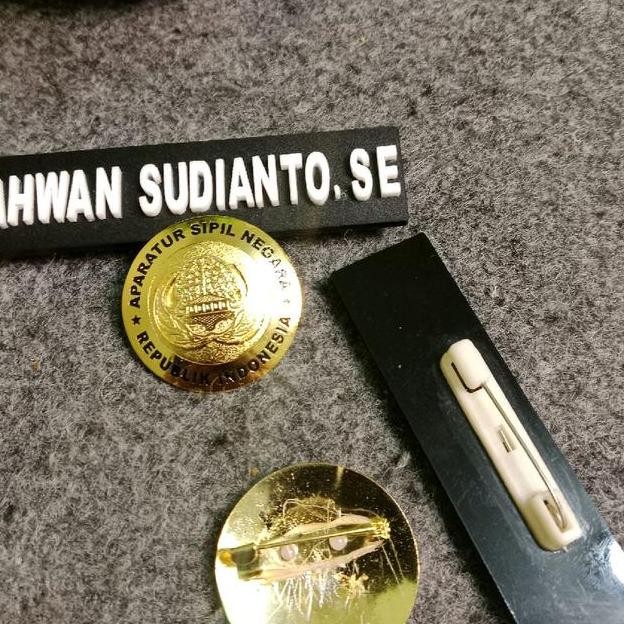 AHWAN SUDIANTO. SE
APARATUR SIPIL NEGARA
★ REPUBLIK INDONESIA ★